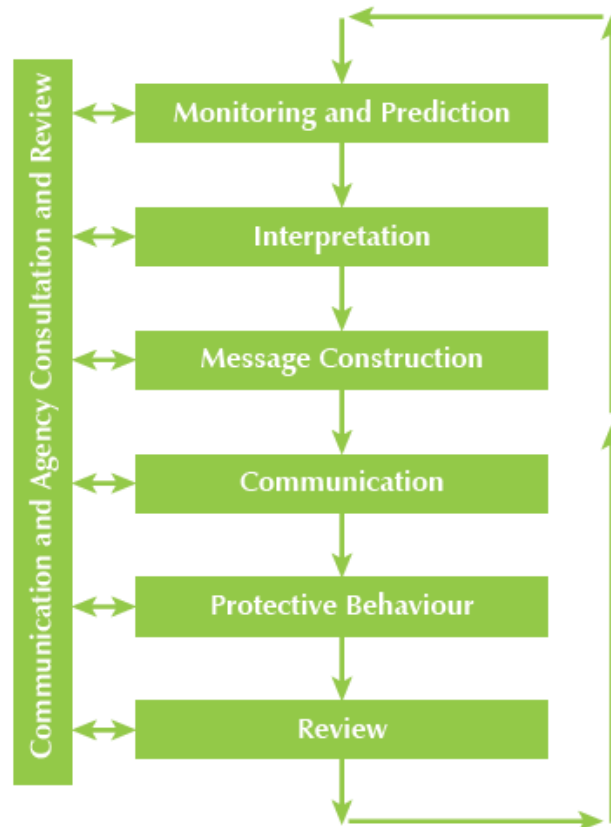 Communication and Agency Consultation and Review
Monitoring and Prediction
Interpretation
Message Construction
Communication
Protective Behaviour
Review